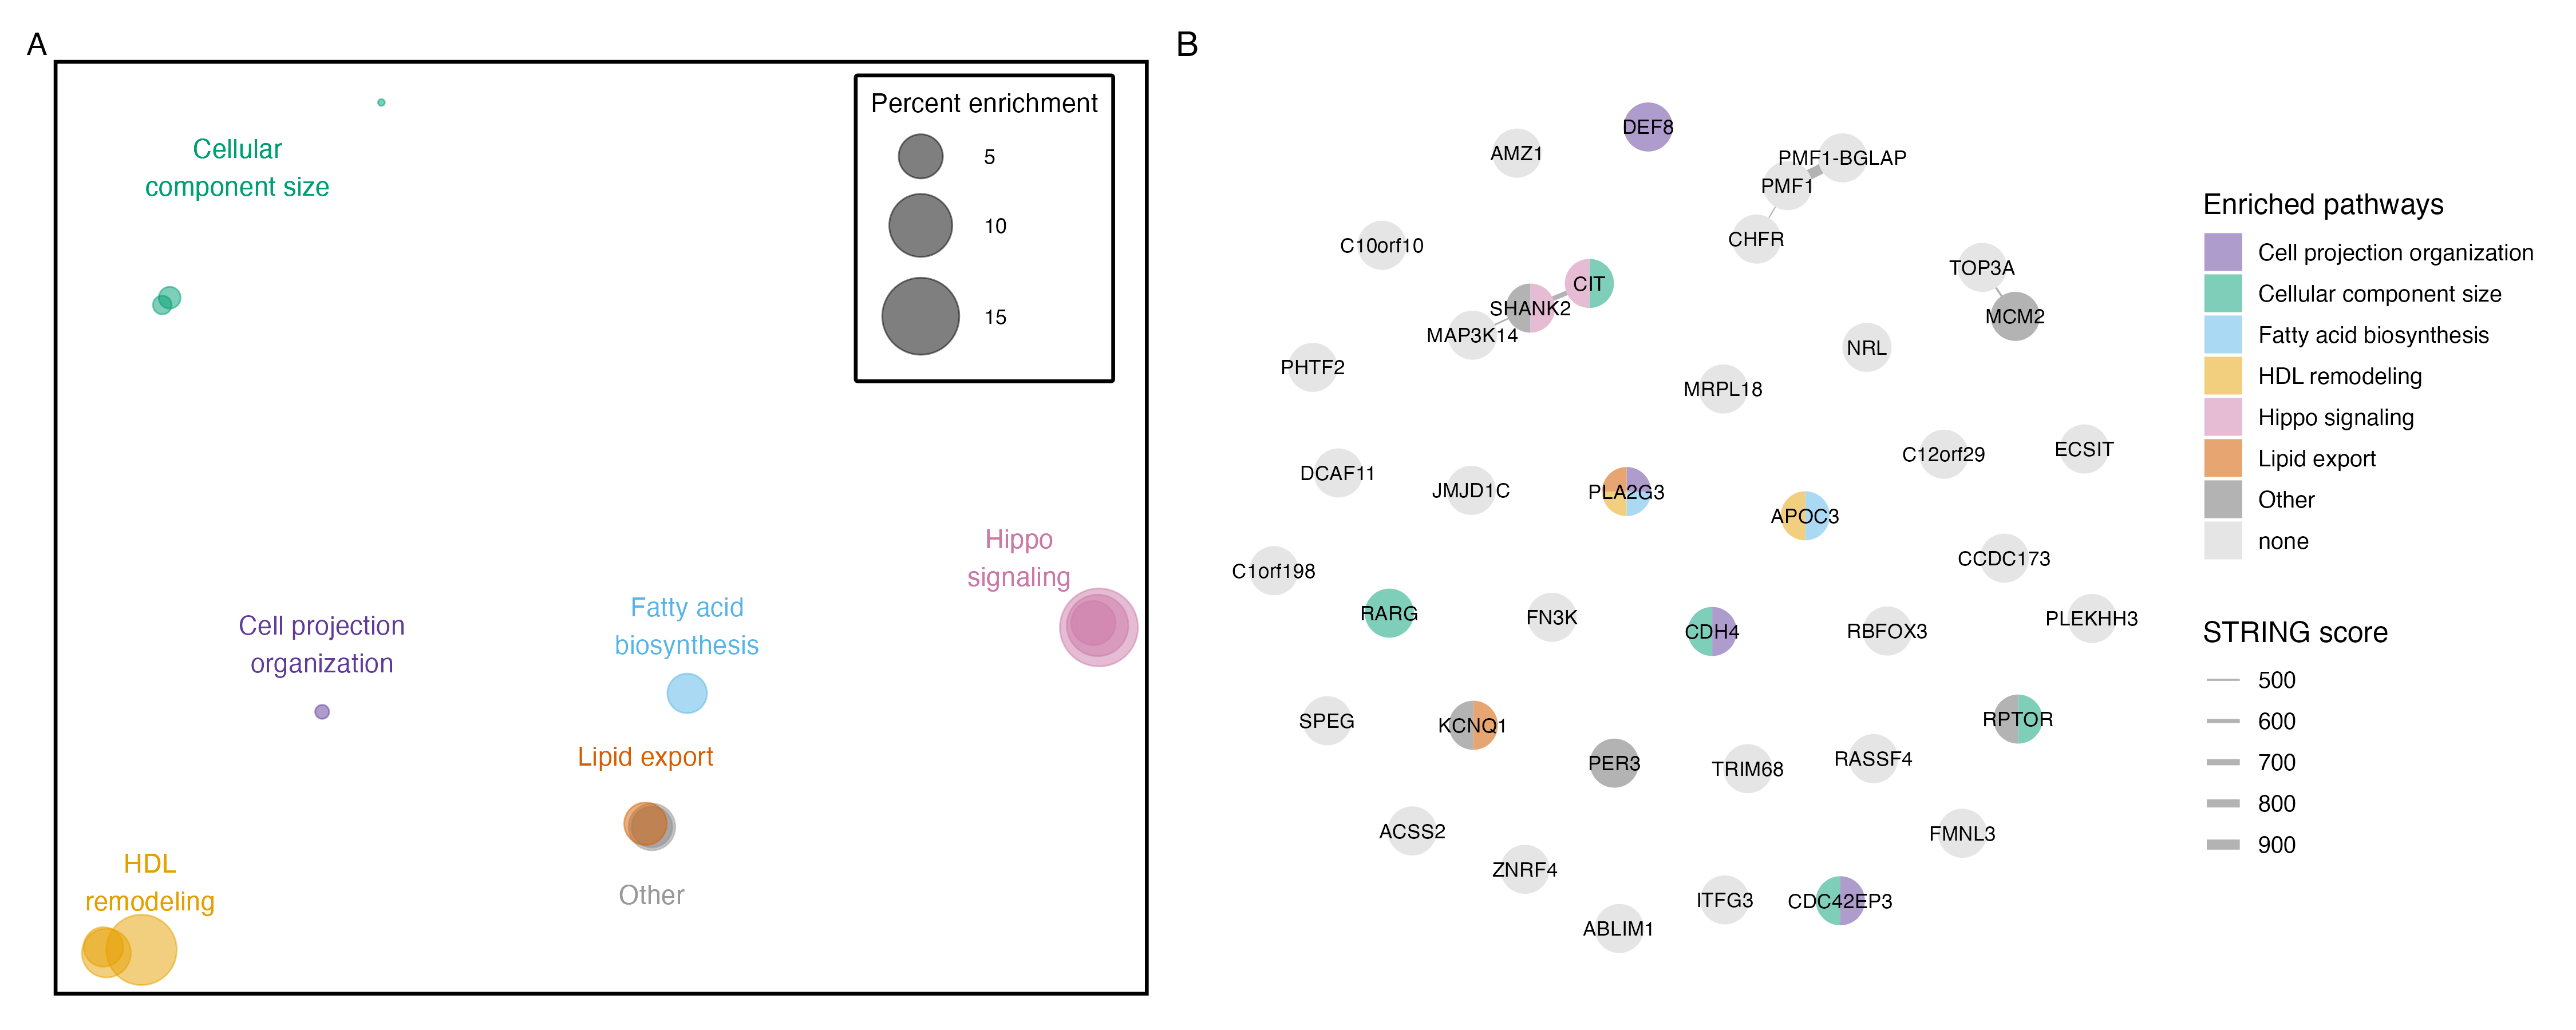 A
Cellular
component size
Percent enrichment
5
10
15
Hippo
signaling
Fatty acid
biosynthesis
Cell projection
organization
Lipid export
HDL
remodeling
Other
B
DEF8
AMZ1
PMF1-BGLAP
PMF1
CHFR
C10orf10
TOP3A
CIT
SHANK2
MCM2
MAP3K14
NRL
PHTF2
MRPL18
C12orf29
ECSIT
DCAF11
JMJD1C
PLA2G3
APOC3
CCDC173
C1orf198
RARG
FN3K
CDH4
RBFOX3
PLEKHH3
SPEG
KCNQ1
RPTOR
PER3
TRIM68
RASSF4
ACSS2
FMNL3
ZNRF4
ITFG3
CDC42EP3
ABLIM1
Enriched pathways
Cell projection organization
Cellular component size
Fatty acid biosynthesis
HDL remodeling
Hippo signaling
Lipid export
Other
none
STRING score
500
600
700
800
900